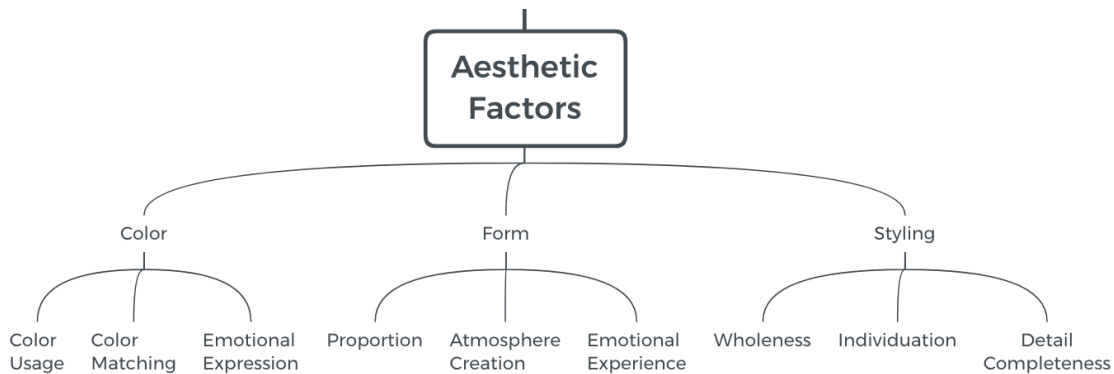 Aesthetic
Factors
Color
Form
Styling
Color
Usage
Color
Matching
Emotional
Expression
Proportion
Atmosphere
Creation
Emotional
Experience
Wholeness
Individuation
Detail
Completeness